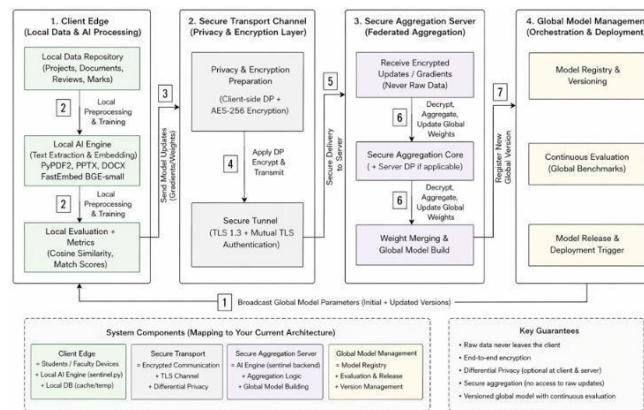 1. Client Edge
(Local Data & AI Processing)
Local Data Repository
(Projects, Documents,
Reviews, Marks)
2
Local
Preprocessing
& Training
Local AI Engine
(Text Extraction & Embedding)
PyPDF2, PPTX, DOCX
FastEmbed BGE-small
2
Local
Preprocessing
& Training
Local Evaluation +
Metrics
(Cosine Similarity,
Match Scores)
3
Send Model Updates
(Gradients/Weights)
2. Secure Transport Channel
(Privacy & Encryption Layer)
Privacy & Encryption
Preparation
(Client-side DP +
AES-256 Encryption)
4
Apply DP
Encrypt &
Transmit
Secure Tunnel
(TLS 1.3 + Mutual TLS
Authentication)
5
Secure Delivery
to Server
3. Secure Aggregation Server
(Federated Aggregation)
Receive Encrypted
Updates / Gradients
(Never Raw Data)
6
Decrypt,
Aggregate,
Update Global
Weights
Secure Aggregation Core
(+ Server DP if applicable)
6
Decrypt,
Aggregate,
Update Global
Weights
Weight Merging &
Global Model Build
7
Register New
Global Version
4. Global Model Management
(Orchestration & Deployment)
Model Registry &
Versioning
Continuous Evaluation
(Global Benchmarks)
Model Release &
Deployment Trigger
1 Broadcast Global Model Parameters (Initial + Updated Versions)
System Components (Mapping to Your Current Architecture)
Client Edge
= Students / Faculty Devices
+ Local AI Engine (sentinel.py)
+ Local DB (cache/temp)
Secure Transport
= Encrypted Communication
+ TLS Channel
+ Differential Privacy
Secure Aggregation Server
= AI Engine (sentinel backend)
+ Aggregation Logic
+ Global Model Building
Global Model Management
= Model Registry
+ Evaluation & Release
+ Version Management
Key Guarantees
• Raw data never leaves the client
• End-to-end encryption
• Differential Privacy (optional at client & server)
• Secure aggregation (no access to raw updates)
• Versioned global model with continuous evaluation